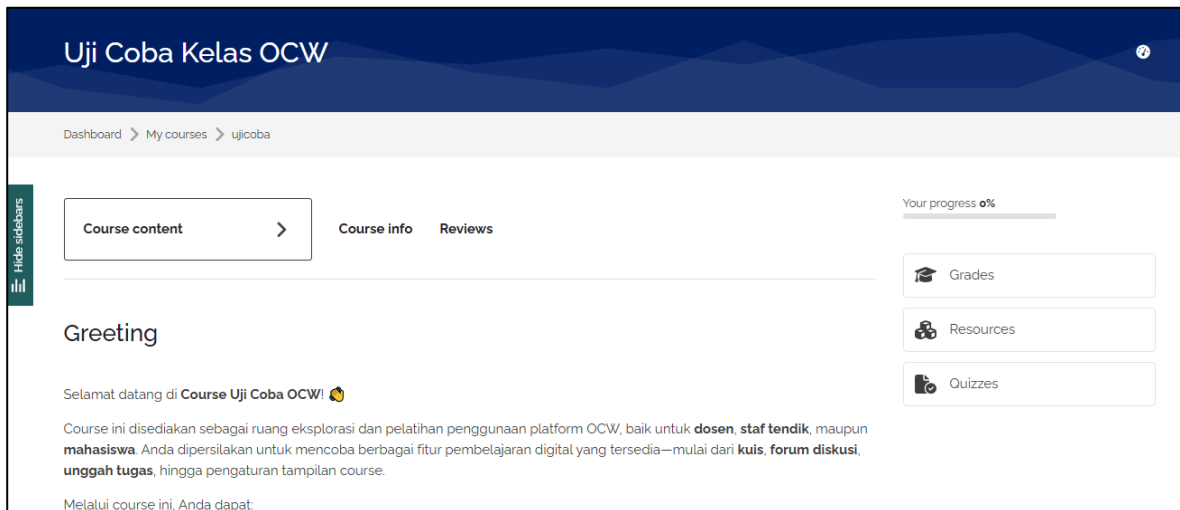 Uji Coba Kelas OCW
Dashboard > My courses > ujicoba
Hide sidebars
Course content
Course info
Reviews
Your progress 0%
Grades
Resources
Quizzes
Greeting
Selamat datang di Course Uji Coba OCW! 👏
Course ini disediakan sebagai ruang eksplorasi dan pelatihan penggunaan platform OCW, baik untuk dosen, staf tendik, maupun
mahasiswa. Anda dipersilakan untuk mencoba berbagai fitur pembelajaran digital yang tersedia—mulai dari kuis, forum diskusi,
unggah tugas, hingga pengaturan tampilan course.
Melalui course ini, Anda dapat: